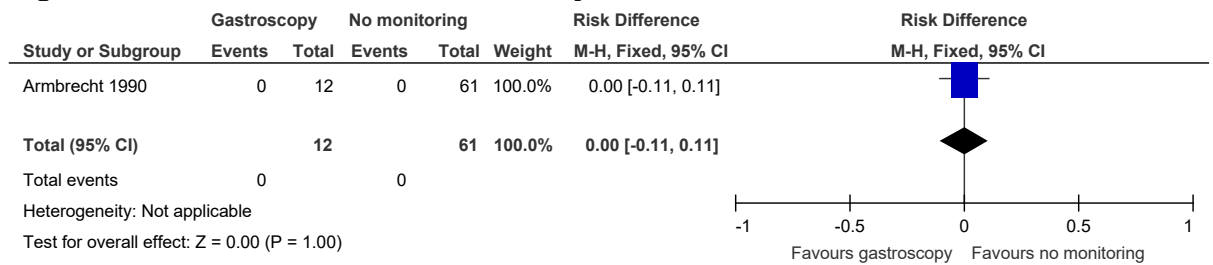 Gastroscopy No monitoring Risk Difference Risk Difference
Study or Subgroup Events Total Events Total Weight M-H, Fixed, 95% CI M-H, Fixed, 95% CI
Armbrecht 1990 0 12 0 61 100.0% 0.00 [-0.11, 0.11]
Total (95% CI) 12 61 100.0% 0.00 [-0.11, 0.11]
Total events 0 0
Heterogeneity: Not applicable
Test for overall effect: Z = 0.00 (P = 1.00)
-1 -0.5 0 0.5 1
Favours gastroscopy Favours no monitoring